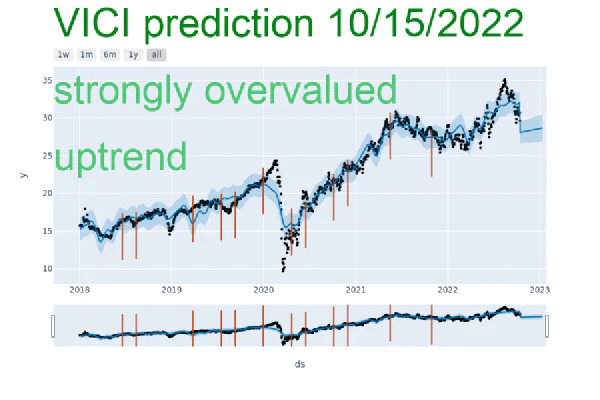 VICI prediction 10/15/2022
1w 1m 6m 1y all
strongly overvalued
uptrend
35
30
25
20
15
10
y
2018 2019 2020 2021 2022 2023
ds